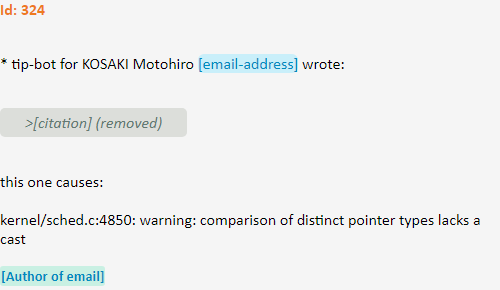 Id: 324
* tip-bot for KOSAKI Motohiro [email-address] wrote:
>[citation] (removed)
this one causes:
kernel/sched.c:4850: warning: comparison of distinct pointer types lacks a
cast
[Author of email]